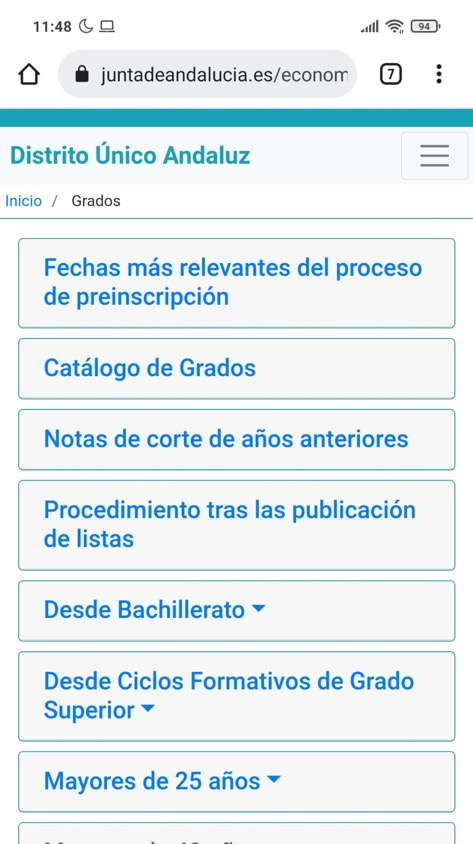 11:48
94
juntadeandalucia.es/econom
7
Distrito Único Andaluz
Inicio / Grados
Fechas más relevantes del proceso
de preinscripción
Catálogo de Grados
Notas de corte de años anteriores
Procedimiento tras las publicación
de listas
Desde Bachillerato
Desde Ciclos Formativos de Grado
Superior
Mayores de 25 años